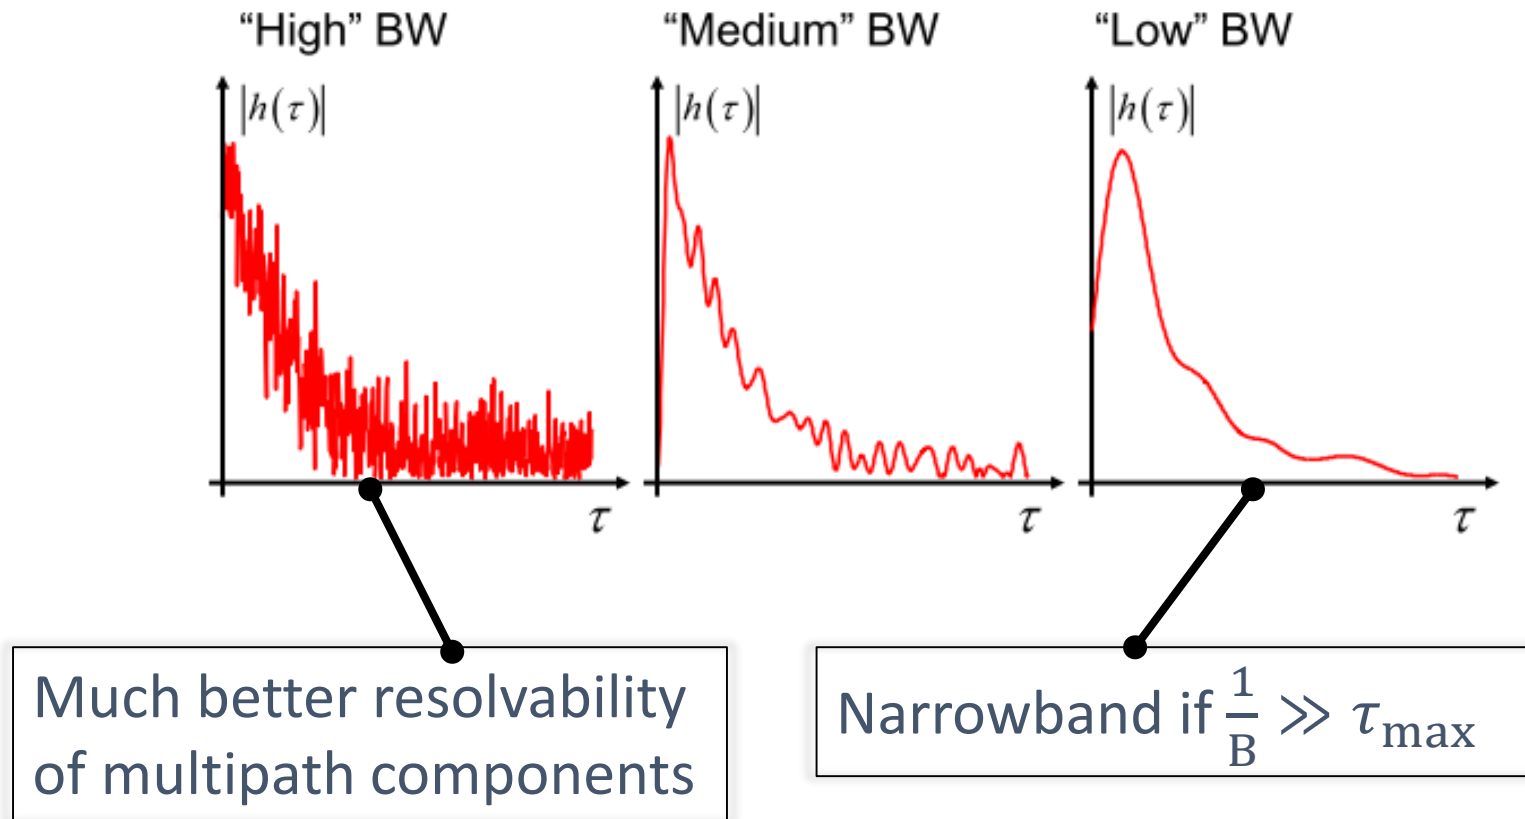 “High” BW
“Medium” BW
“Low” BW
|h(τ)|
|h(τ)|
|h(τ)|
τ
τ
τ
Much better resolvability
of multipath components
Narrowband if 1/B ≫ τmax